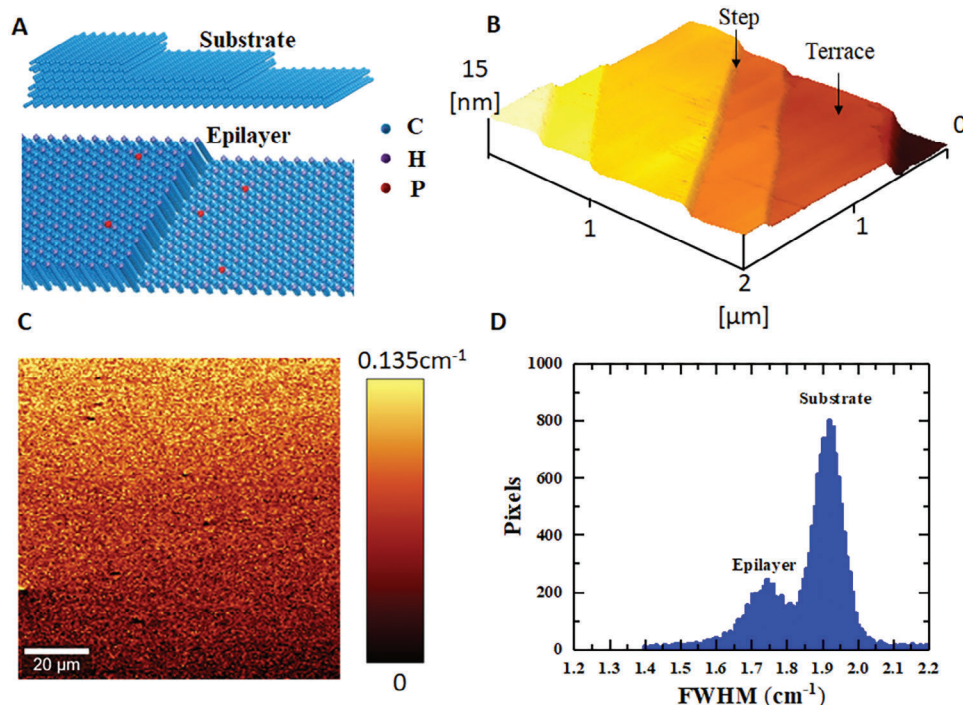 A
Substrate
Epilayer
C
H
P
B
Step
Terrace
15
[nm]
0
1
1
2
[µm]
C
0.135cm⁻¹
0
20 µm
D
1000
800
600
400
200
0
Pixels
Substrate
Epilayer
1.2 1.3 1.4 1.5 1.6 1.7 1.8 1.9 2.0 2.2 2.2
FWHM (cm⁻¹)